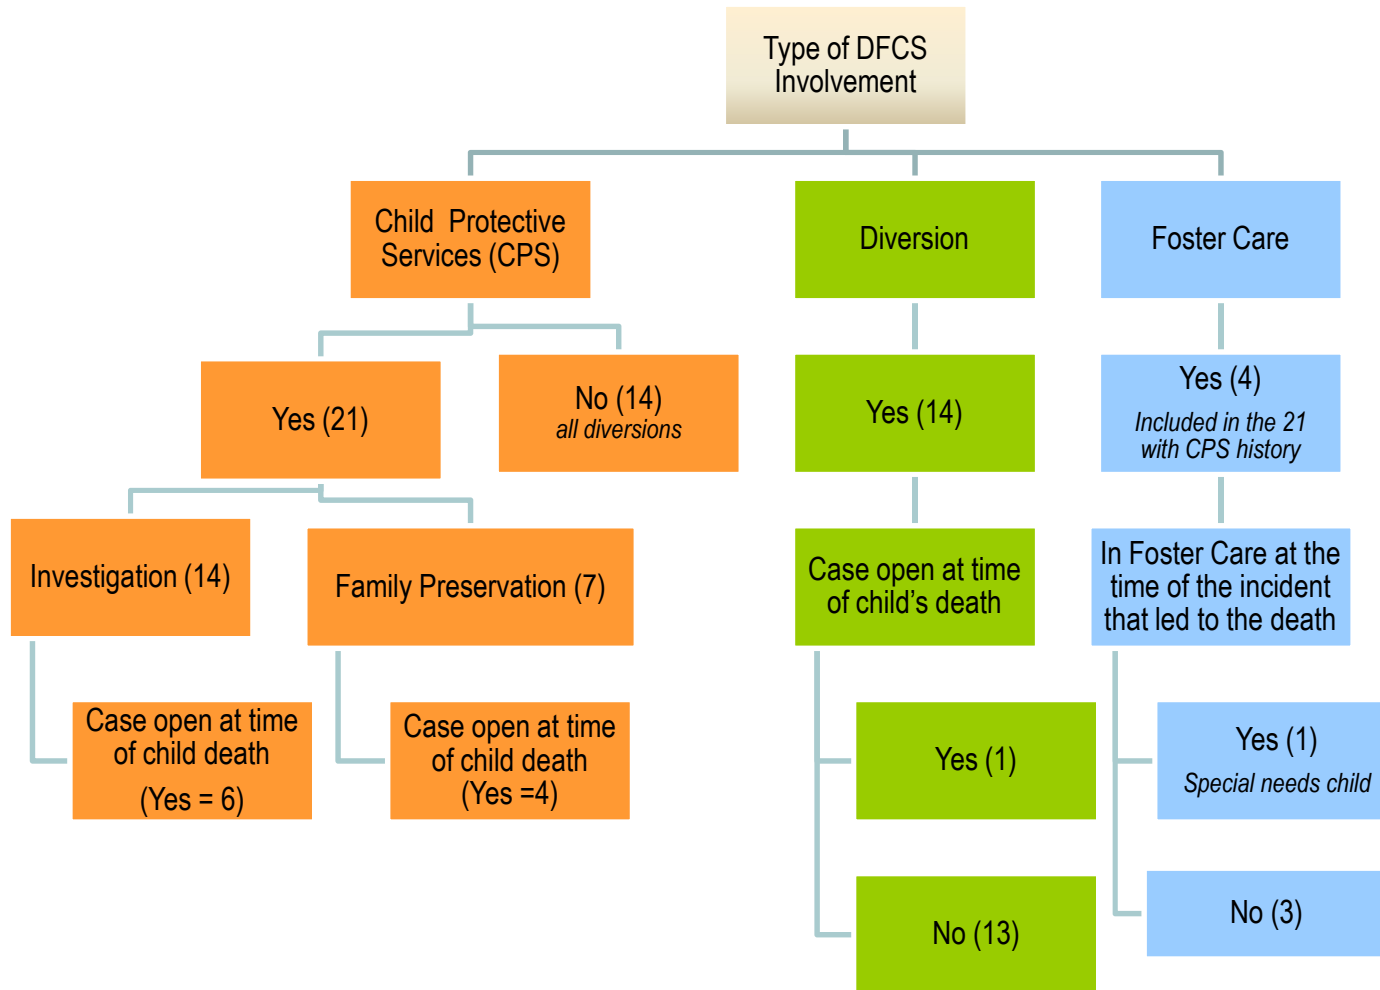 Type of DFCS
Involvement
Child  Protective
Services (CPS)
Diversion
Foster Care
Yes (21)
No (14)
all diversions
Yes (14)
Yes (4)
Included in the 21
with CPS history
Investigation (14)
Family Preservation (7)
Case open at time
of child’s death
In Foster Care at the
time of the incident
that led to the death
Case open at time
of child death
(Yes = 6)
Case open at time
of child death
(Yes =4)
Yes (1)
Yes (1)
Special needs child
No (13)
No (3)